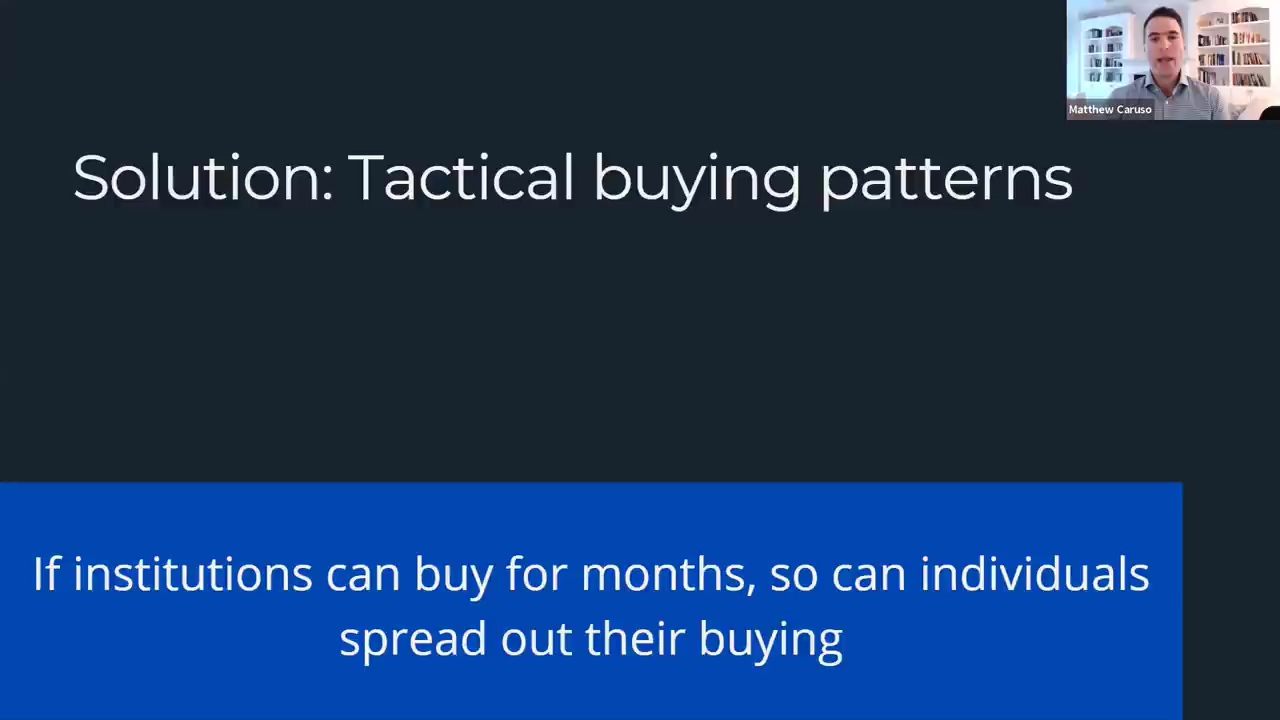 Matthew Caruso
Solution: Tactical buying patterns
If institutions can buy for months, so can individuals
spread out their buying